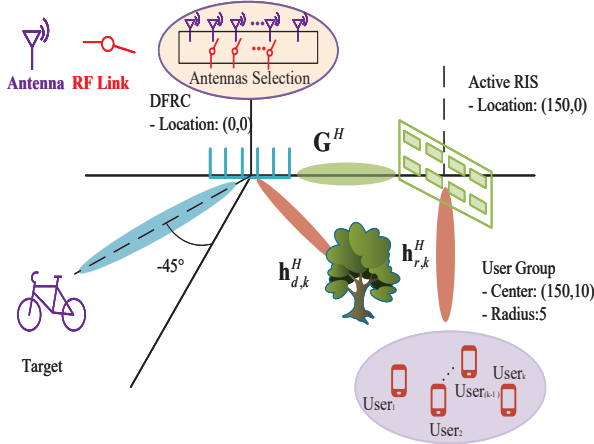 Antenna RF Link
Antennas Selection
DFRC
- Location: (0,0)
Active RIS
- Location: (150,0)
G^H
-45°
h_{d,k}^H
h_{r,k}^H
User Group
- Center: (150,10)
- Radius:5
Target
User_1
User_2
User_{(k-1)}
User_k